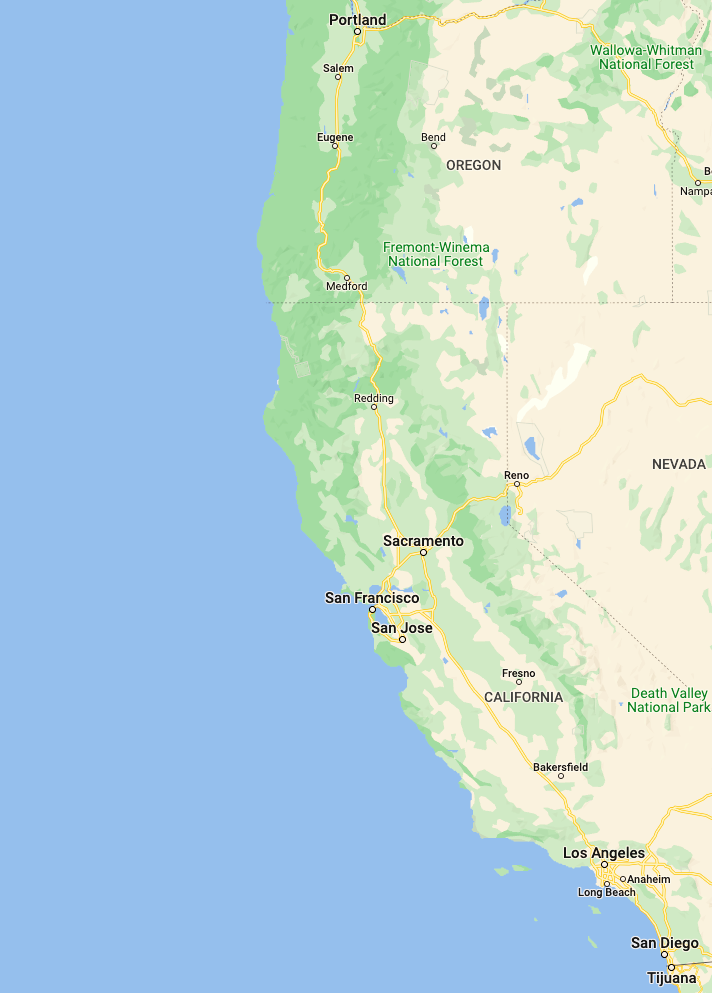 Portland
Wallowa-Whitman
National Forest
Salem
Eugene
Bend
OREGON
Nampa
Fremont-Winema
National Forest
Medford
Redding
NEVADA
Reno
Sacramento
San Francisco
San Jose
Fresno
CALIFORNIA
Death Valley
National Park
Bakersfield
Los Angeles
Anaheim
Long Beach
San Diego
Tijuana